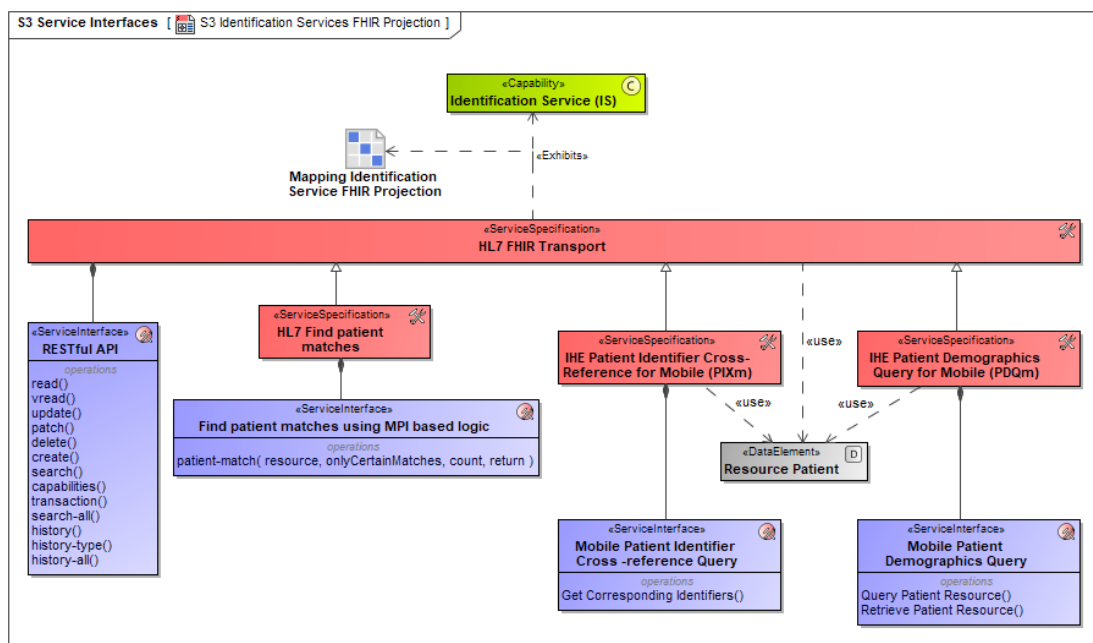 S3 Service Interfaces [ S3 Identification Services FHIR Projection ]
«Capability»
C
Identification Service (IS)
«Exhibits»
Mapping Identification
Service FHIR Projection
«ServiceSpecification»
HL7 FHIR Transport
«ServiceInterface»
RESTful API
operations
read()
vread()
update()
patch()
delete()
create()
search()
capabilities()
transaction()
search-all()
history()
history-type()
history-all()
«ServiceSpecification»
HL7 Find patient
matches
«ServiceInterface»
Find patient matches using MPI based logic
operations
patient-match( resource, onlyCertainMatches, count, return )
«ServiceSpecification»
IHE Patient Identifier Cross-
Reference for Mobile (PIXm)
«use»
«ServiceSpecification»
IHE Patient Demographics
Query for Mobile (PDQm)
«use»
«use»
«DataElement»
D
Resource Patient
«ServiceInterface»
Mobile Patient Identifier
Cross -reference Query
operations
Get Corresponding Identifiers()
«ServiceInterface»
Mobile Patient
Demographics Query
operations
Query Patient Resource()
Retrieve Patient Resource()